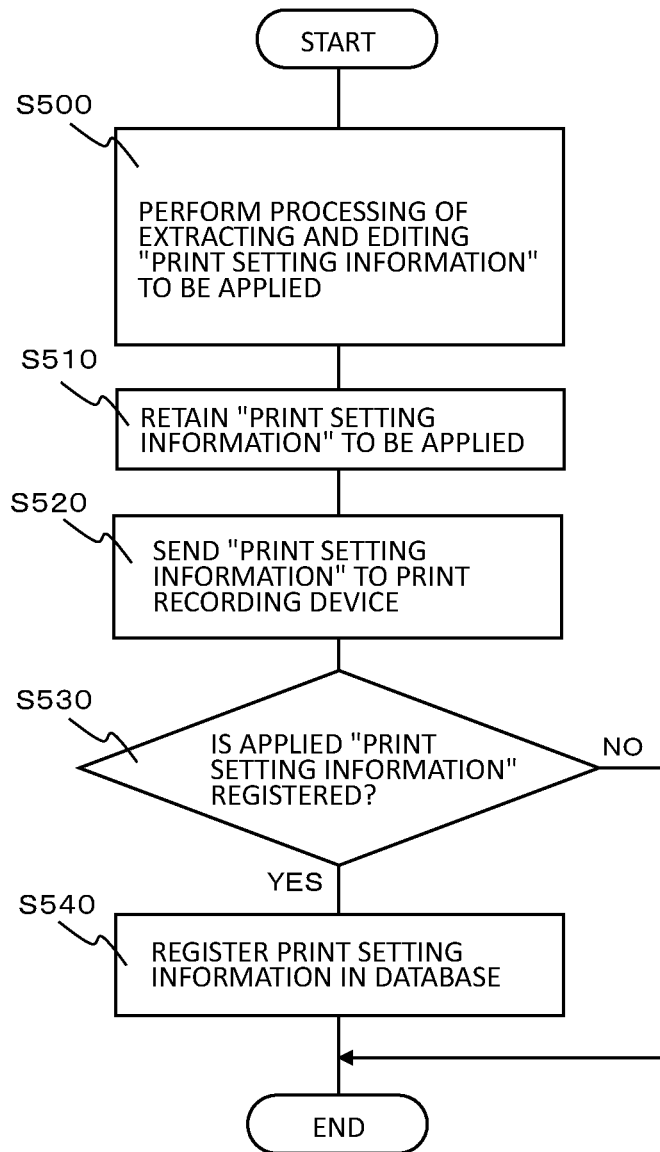 START
S500
PERFORM PROCESSING OF
EXTRACTING AND EDITING
"PRINT SETTING INFORMATION"
TO BE APPLIED
S510
RETAIN "PRINT SETTING
INFORMATION" TO BE APPLIED
S520
SEND "PRINT SETTING
INFORMATION" TO PRINT
RECORDING DEVICE
S530
IS APPLIED "PRINT
SETTING INFORMATION"
REGISTERED?
NO
YES
S540
REGISTER PRINT SETTING
INFORMATION IN DATABASE
END